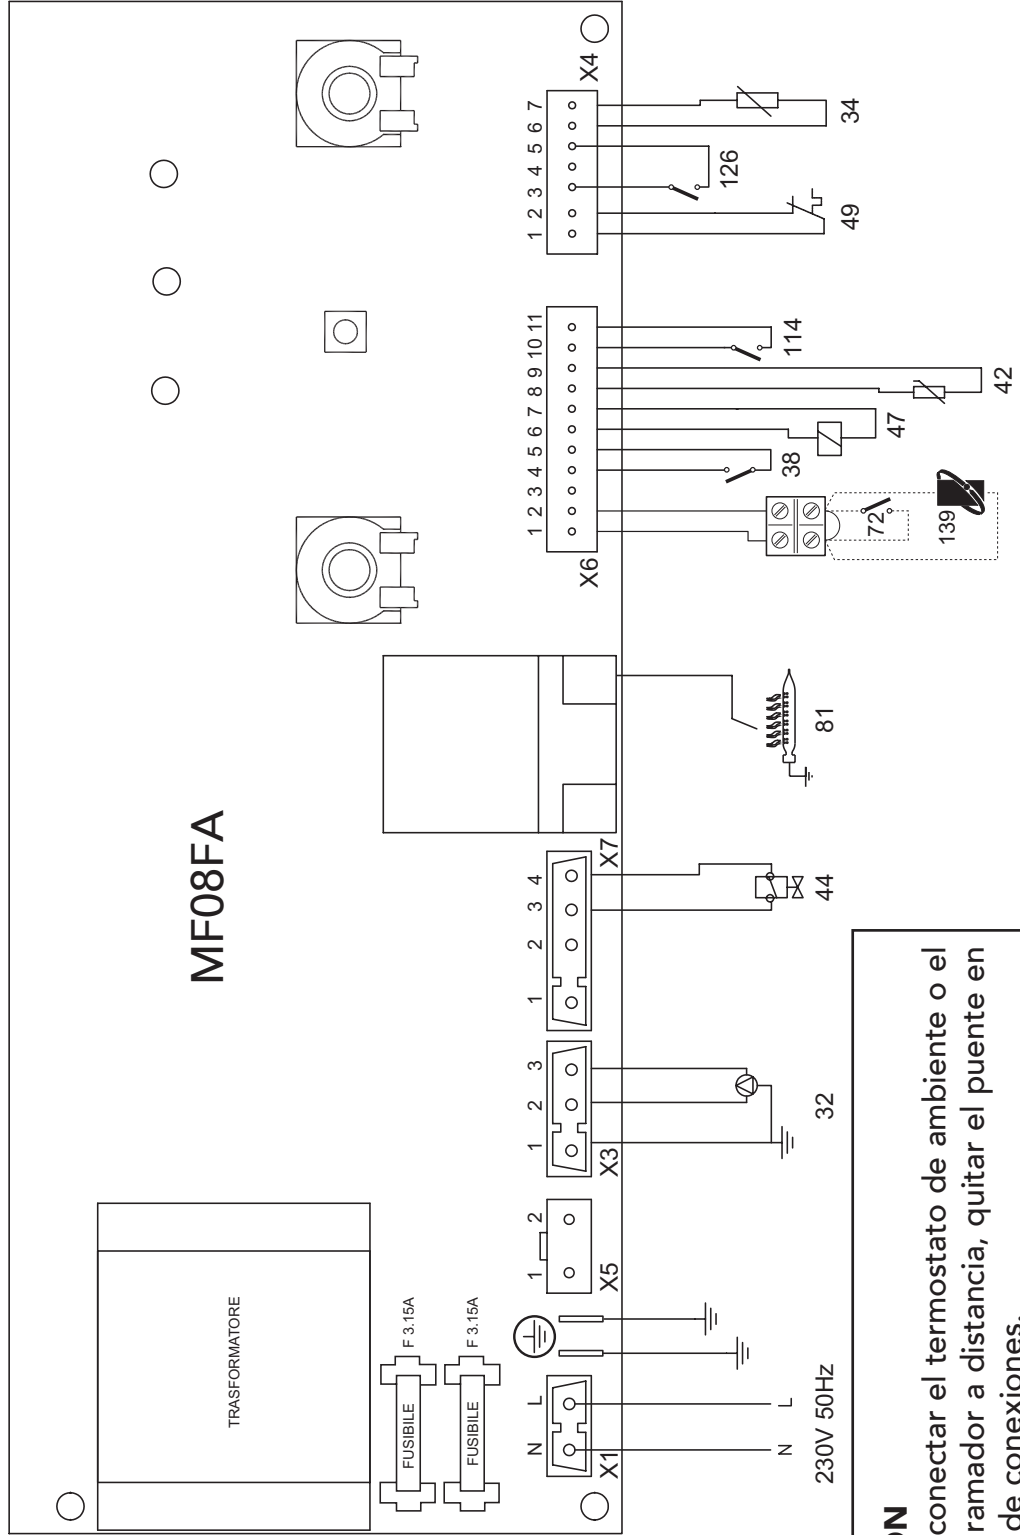 MF08FA
TRASFORMATORE
FUSIBILE
F 3.15A
FUSIBILE
F 3.15A
N L
X1
1 2
X5
1 2 3
X3
1 2 3 4
X7
1 2 3 4 5 6 7 8 9 10 11
X6
1 2 3 4 5 6 7
X4
N L
230V 50Hz
32
44
81
72
139
38
47
42
114
49
126
34
conectar el termostato de ambiente o el
a distancia, quitar el puente en
de conexiones.